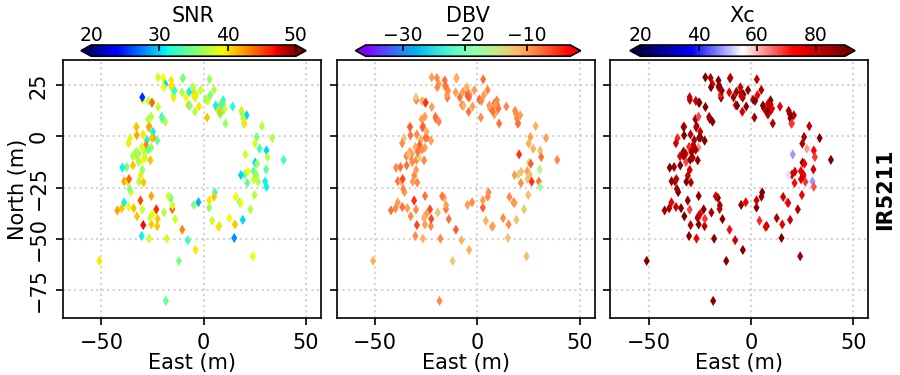 SNR DBV Xc
20 30 40 50 −30 −20 −10 20 40 60 80
25
0
−25
−50
−75
North (m)
−50 0 50 −50 0 50 −50 0 50
East (m) East (m) East (m)
IR5211